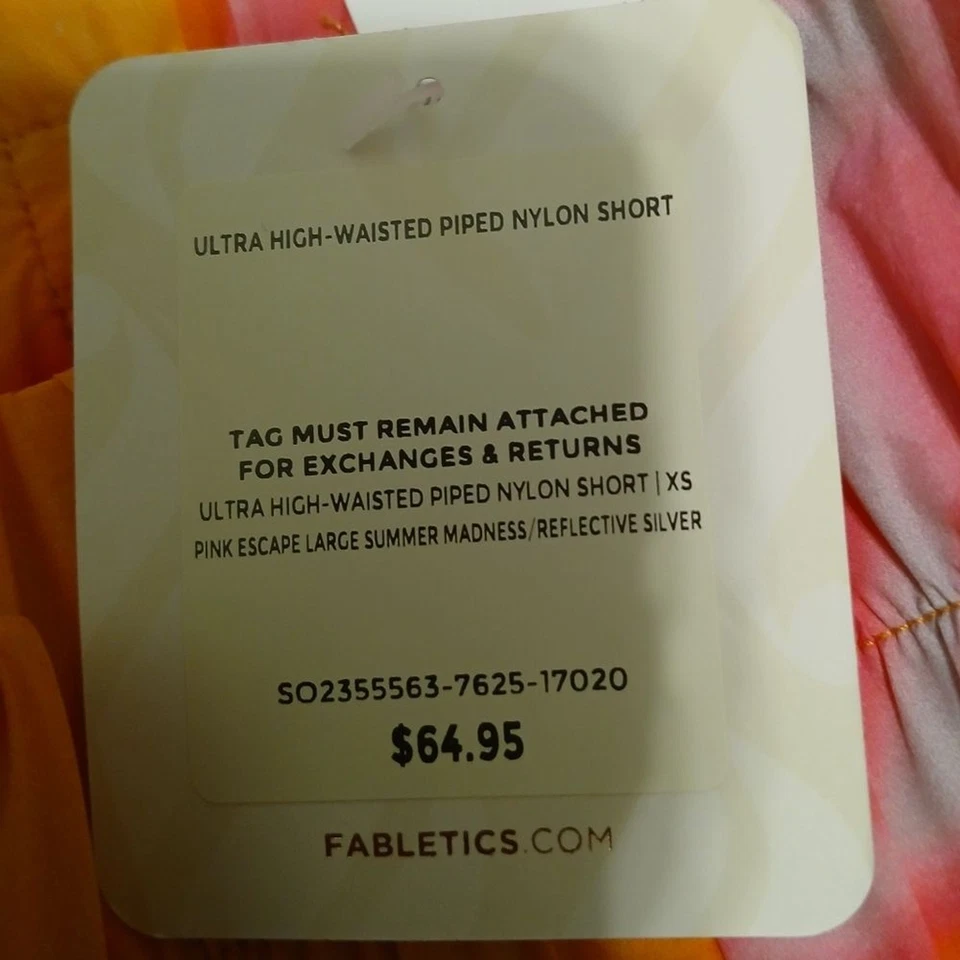 ULTRA HIGH-WAISTED PIPED NYLON SHORT
TAG MUST REMAIN ATTACHED
FOR EXCHANGES & RETURNS
ULTRA HIGH-WAISTED PIPED NYLON SHORT | XS
PINK ESCAPE LARGE SUMMER MADNESS/REFLECTIVE SILVER
SO2355563-7625-17020
$64.95
FABLETICS.COM